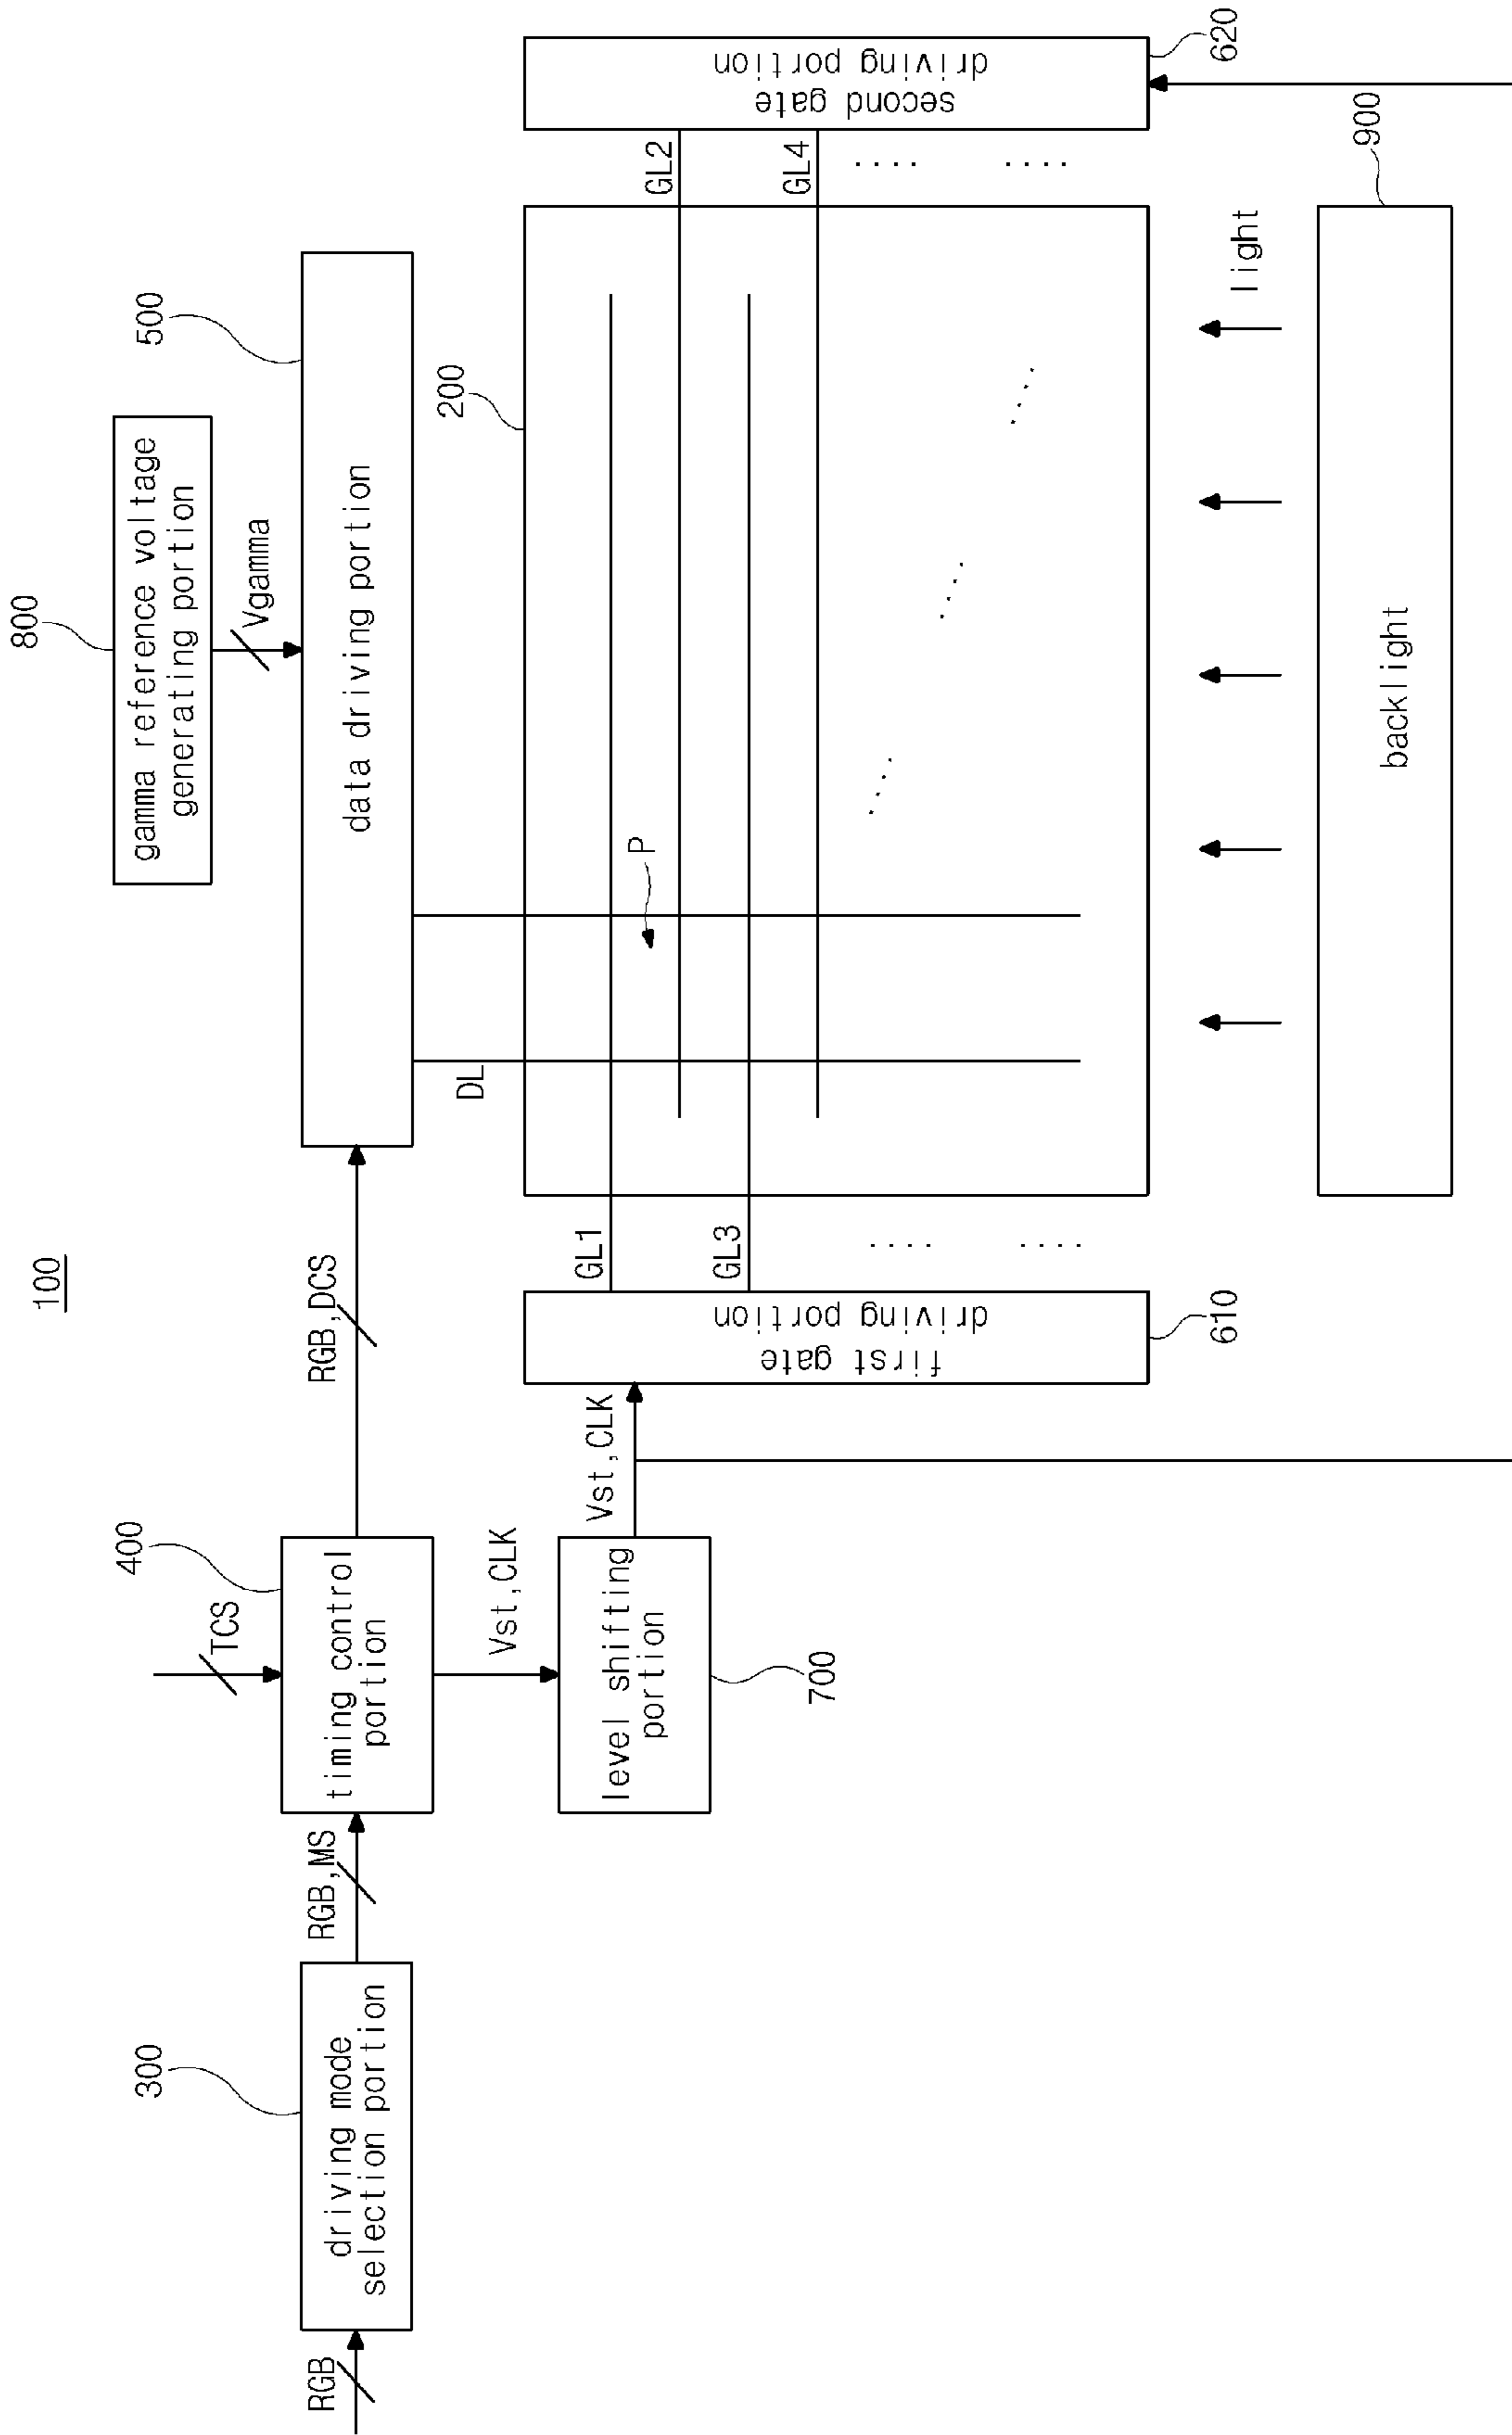 100
800
gamma reference voltage
generating portion
Vgamma
500
data driving portion
300
driving mode
selection portion
RGB
RGB,MS
400
TCS
timing control
portion
RGB,DCS
Vst,CLK
level shifting
portion
700
Vst,CLK
first gate
driving portion
610
GL1
GL3
.... ....
DL
200
P
GL2
GL4
.... ....
second gate
driving portion
620
light
backlight
900